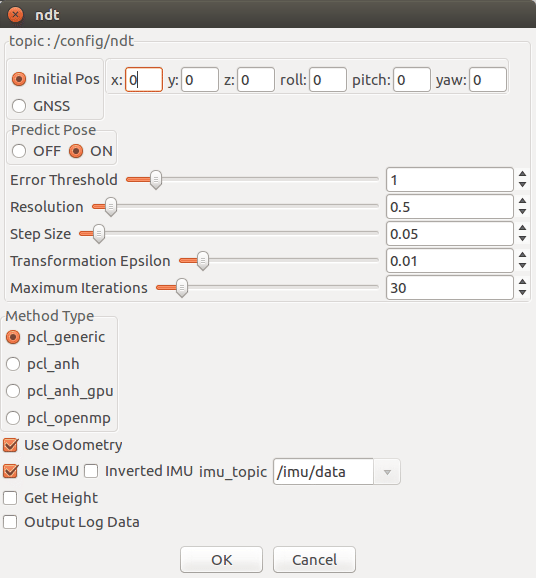 ndt
topic:/config/ndt
Initial Pos x: 0 y: 0 z: 0 roll: 0 pitch: 0 yaw: 0
GNSS
Predict Pose
OFF ON
Error Threshold 1
Resolution 0.5
Step Size 0.05
Transformation Epsilon 0.01
Maximum Iterations 30
Method Type
pcl_generic
pcl_anh
pcl_anh_gpu
pcl_openmp
Use Odometry
Use IMU Inverted IMU imu_topic /imu/data
Get Height
Output Log Data
OK Cancel